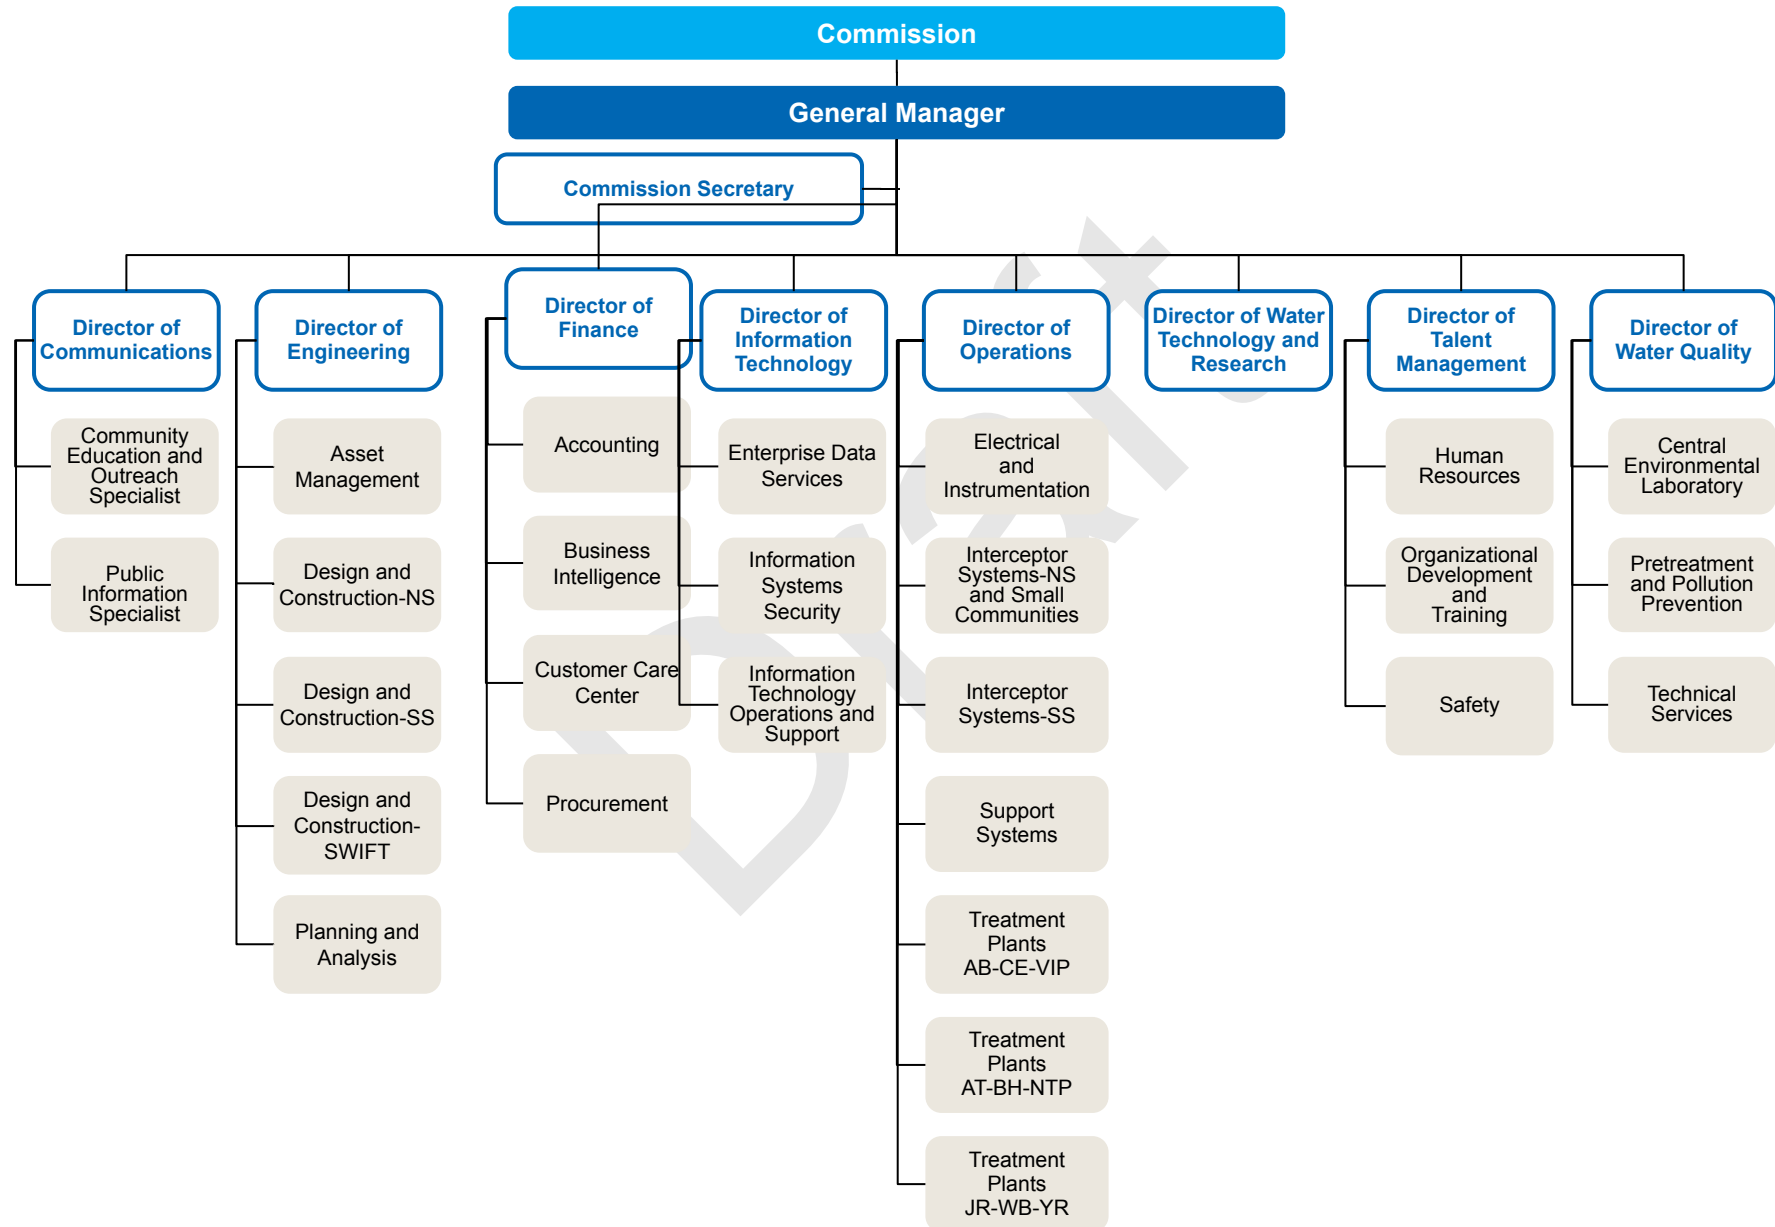 Commission
General Manager
Commission Secretary
Director of
Communications
Community
Education and
Outreach
Specialist
Public
Information
Specialist
Director of
Engineering
Asset
Management
Design and
Construction-NS
Design and
Construction-SS
Design and
Construction-
SWIFT
Planning and
Analysis
Director of
Finance
Accounting
Business
Intelligence
Customer Care
Center
Procurement
Director of
Information
Technology
Enterprise Data
Services
Information
Systems
Security
Information
Technology
Operations and
Support
Director of
Operations
Electrical
and
Instrumentation
Interceptor
Systems-NS
and Small
Communities
Interceptor
Systems-SS
Support
Systems
Treatment
Plants
AB-CE-VIP
Treatment
Plants
AT-BH-NTP
Treatment
Plants
JR-WB-YR
Director of Water
Technology and
Research
Director of
Talent
Management
Human
Resources
Organizational
Development
and
Training
Safety
Director of
Water Quality
Central
Environmental
Laboratory
Pretreatment
and Pollution
Prevention
Technical
Services
Draft